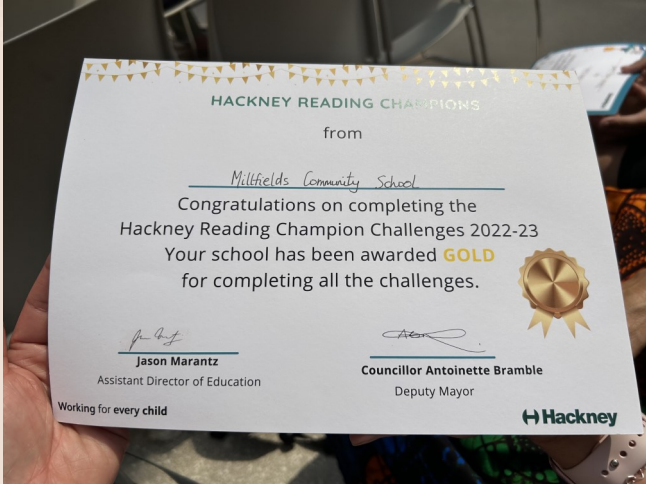 HACKNEY READING CHAMPIONS
from
Millfields Community School
Congratulations on completing the
Hackney Reading Champion Challenges 2022-23
Your school has been awarded GOLD
for completing all the challenges.
Jason Marantz
Assistant Director of Education
Councillor Antoinette Bramble
Deputy Mayor
Working for every child
Hackney